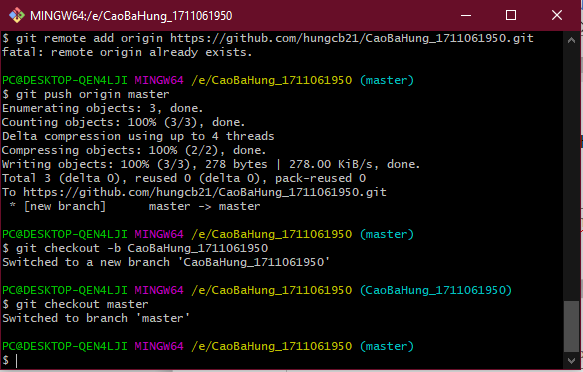 MINGW64:/e/CaoBaHung_1711061950
$ git remote add origin https://github.com/hungcb21/CaoBaHung_1711061950.git
fatal: remote origin already exists.
PC@DESKTOP-QEN4LJI MINGW64 /e/CaoBaHung_1711061950 (master)
$ git push origin master
Enumerating objects: 3, done.
Counting objects: 100% (3/3), done.
Delta compression using up to 4 threads
Compressing objects: 100% (2/2), done.
Writing objects: 100% (3/3), 278 bytes | 278.00 KiB/s, done.
Total 3 (delta 0), reused 0 (delta 0), pack-reused 0
To https://github.com/hungcb21/CaoBaHung_1711061950.git
 * [new branch]      master -> master
PC@DESKTOP-QEN4LJI MINGW64 /e/CaoBaHung_1711061950 (master)
$ git checkout -b CaoBaHung_1711061950
Switched to a new branch 'CaoBaHung_1711061950'
PC@DESKTOP-QEN4LJI MINGW64 /e/CaoBaHung_1711061950 (CaoBaHung_1711061950)
$ git checkout master
Switched to branch 'master'
PC@DESKTOP-QEN4LJI MINGW64 /e/CaoBaHung_1711061950 (master)
$